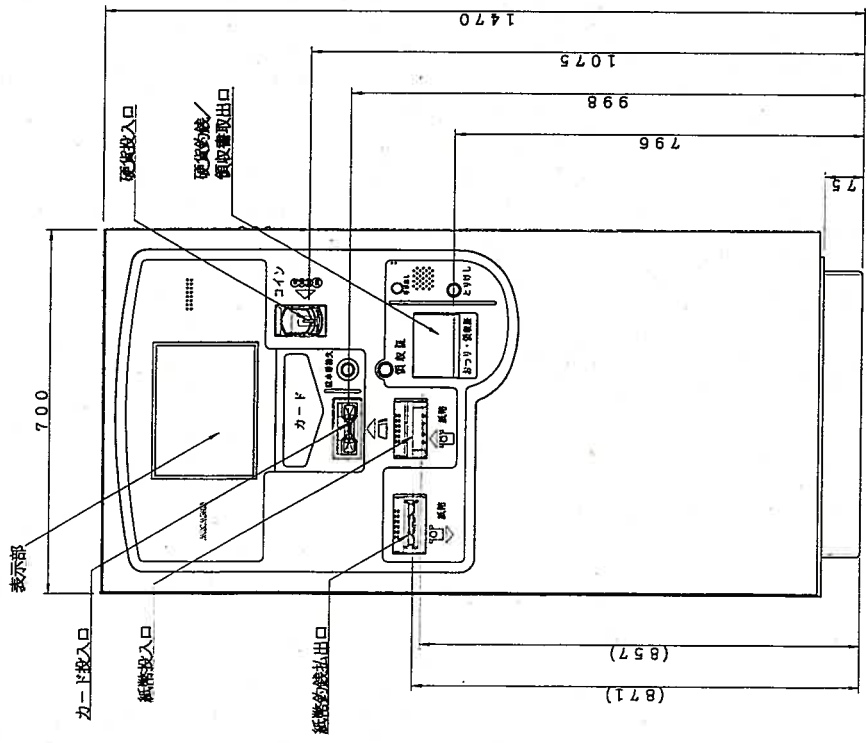 1470
1075
998
796
75
700
(857)
(871)
硬貨投入口
硬貨釣銭/
領収書取出口
表示部
カード投入口
紙幣投入口
紙幣釣銭払出口
コイン
カード
領収証
おつり・領収証
とりけし
紙幣
紙幣